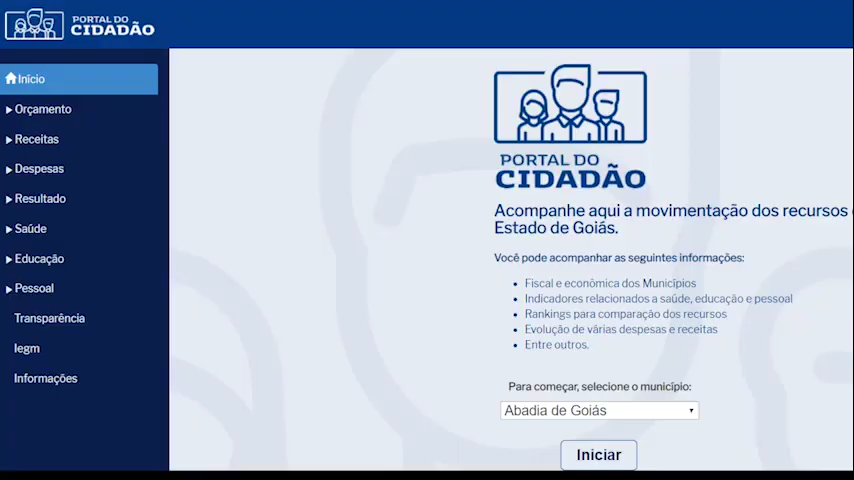 PORTAL DO
CIDADÃO
Início
Orçamento
Receitas
Despesas
Resultado
Saúde
Educação
Pessoal
Transparência
Iegm
Informações
PORTAL DO
CIDADÃO
Acompanhe aqui a movimentação dos recursos
Estado de Goiás.
Você pode acompanhar as seguintes informações:
• Fiscal e econômica dos Municípios
• Indicadores relacionados a saúde, educação e pessoal
• Rankings para comparação dos recursos
• Evolução de várias despesas e receitas
• Entre outros.
Para começar, selecione o município:
Abadia de Goiás
Iniciar